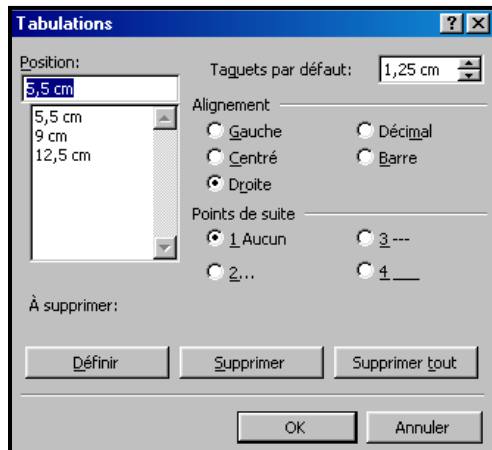 Tabulations
Position:
5,5 cm
5,5 cm
9 cm
12,5 cm
Taquets par défaut: 1,25 cm
Alignement
Gauche Décimal
Centré Barre
Droite
Points de suite
1 Aucun 3 ---
2... 4 ___
À supprimer:
Définir Supprimer Supprimer tout
OK Annuler